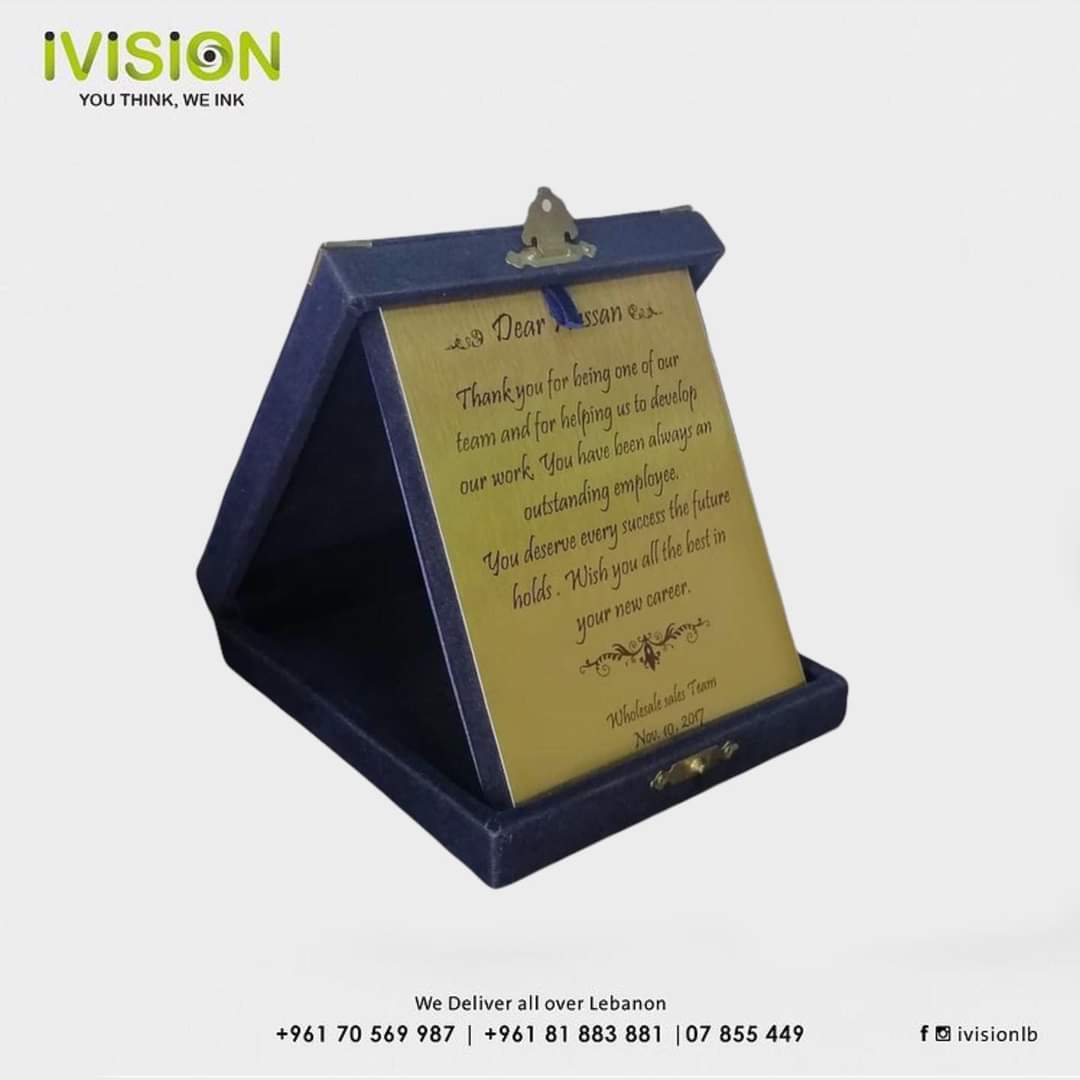 iVISION
YOU THINK, WE INK
Dear
Thank you for being one of our
team and for helping us to develop
our work. You have been always an
outstanding employee.
You deserve every success the future
holds . Wish you all the best in
your new career.
Wholesale sales Team
Nov. 19, 2017
We Deliver all over Lebanon
+961 70 569 987 | +961 81 883 881 |07 855 449
ivisionlb